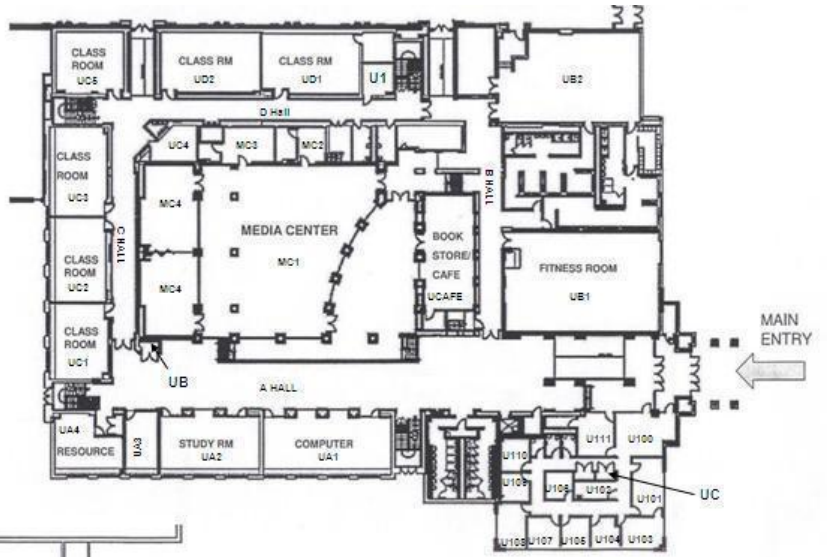 CLASS
ROOM
UC5
CLASS RM
UD2
CLASS RM
UD1
U1
UB2
D Hall
CLASS
ROOM
UC3
UC4
MC3
MC2
MC4
MEDIA CENTER
MC1
B HALL
C HALL
BOOK
STORE/
CAFE
UCAFE
FITNESS ROOM
UB1
CLASS
ROOM
UC2
MC4
CLASS
ROOM
UC1
MAIN
ENTRY
UB
A HALL
UA4
RESOURCE
UA3
STUDY RM
UA2
COMPUTER
UA1
U111
U100
U110
U109
U106
U102
U101
UC
U108
U107
U105
U104
U103